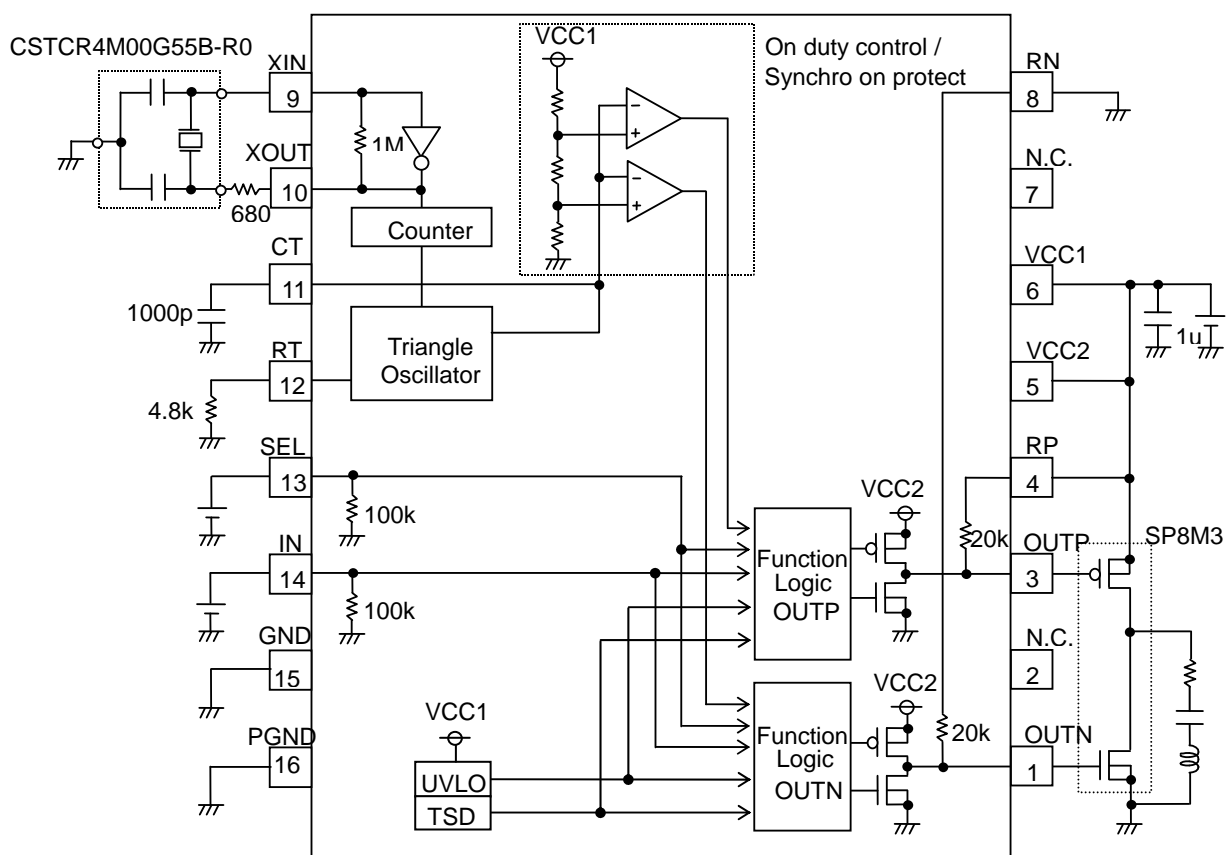 CSTCR4M00G55B-R0
XIN
9
1M
XOUT
10
680
Counter
CT
11
1000p
Triangle
Oscillator
RT
12
4.8k
SEL
13
100k
IN
14
100k
GND
15
PGND
16
VCC1
UVLO
TSD
VCC1
On duty control /
Synchro on protect
-
+
-
+
Function
Logic
OUTP
VCC2
20k
Function
Logic
OUTN
VCC2
20k
RN
8
N.C.
7
VCC1
6
1u
VCC2
5
RP
4
SP8M3
OUTP
3
N.C.
2
OUTN
1